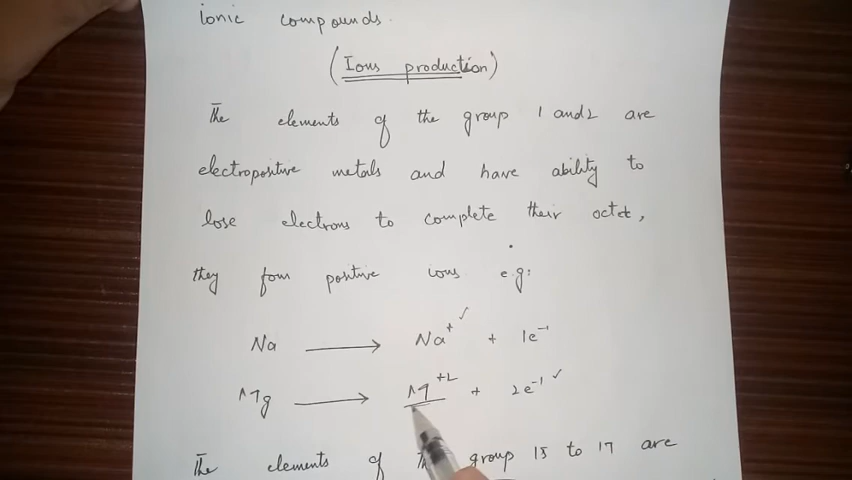 ionic compounds.
(Ions production)
The elements of the group 1 and 2 are
electropositive metals and have ability to
lose electrons to complete their octet,
they form positive ions e.g:
Na → Na⁺ ✓ + 1e⁻¹
Mg → M⁺² + 2e⁻¹ ✓
The elements of the group 15 to 17 are